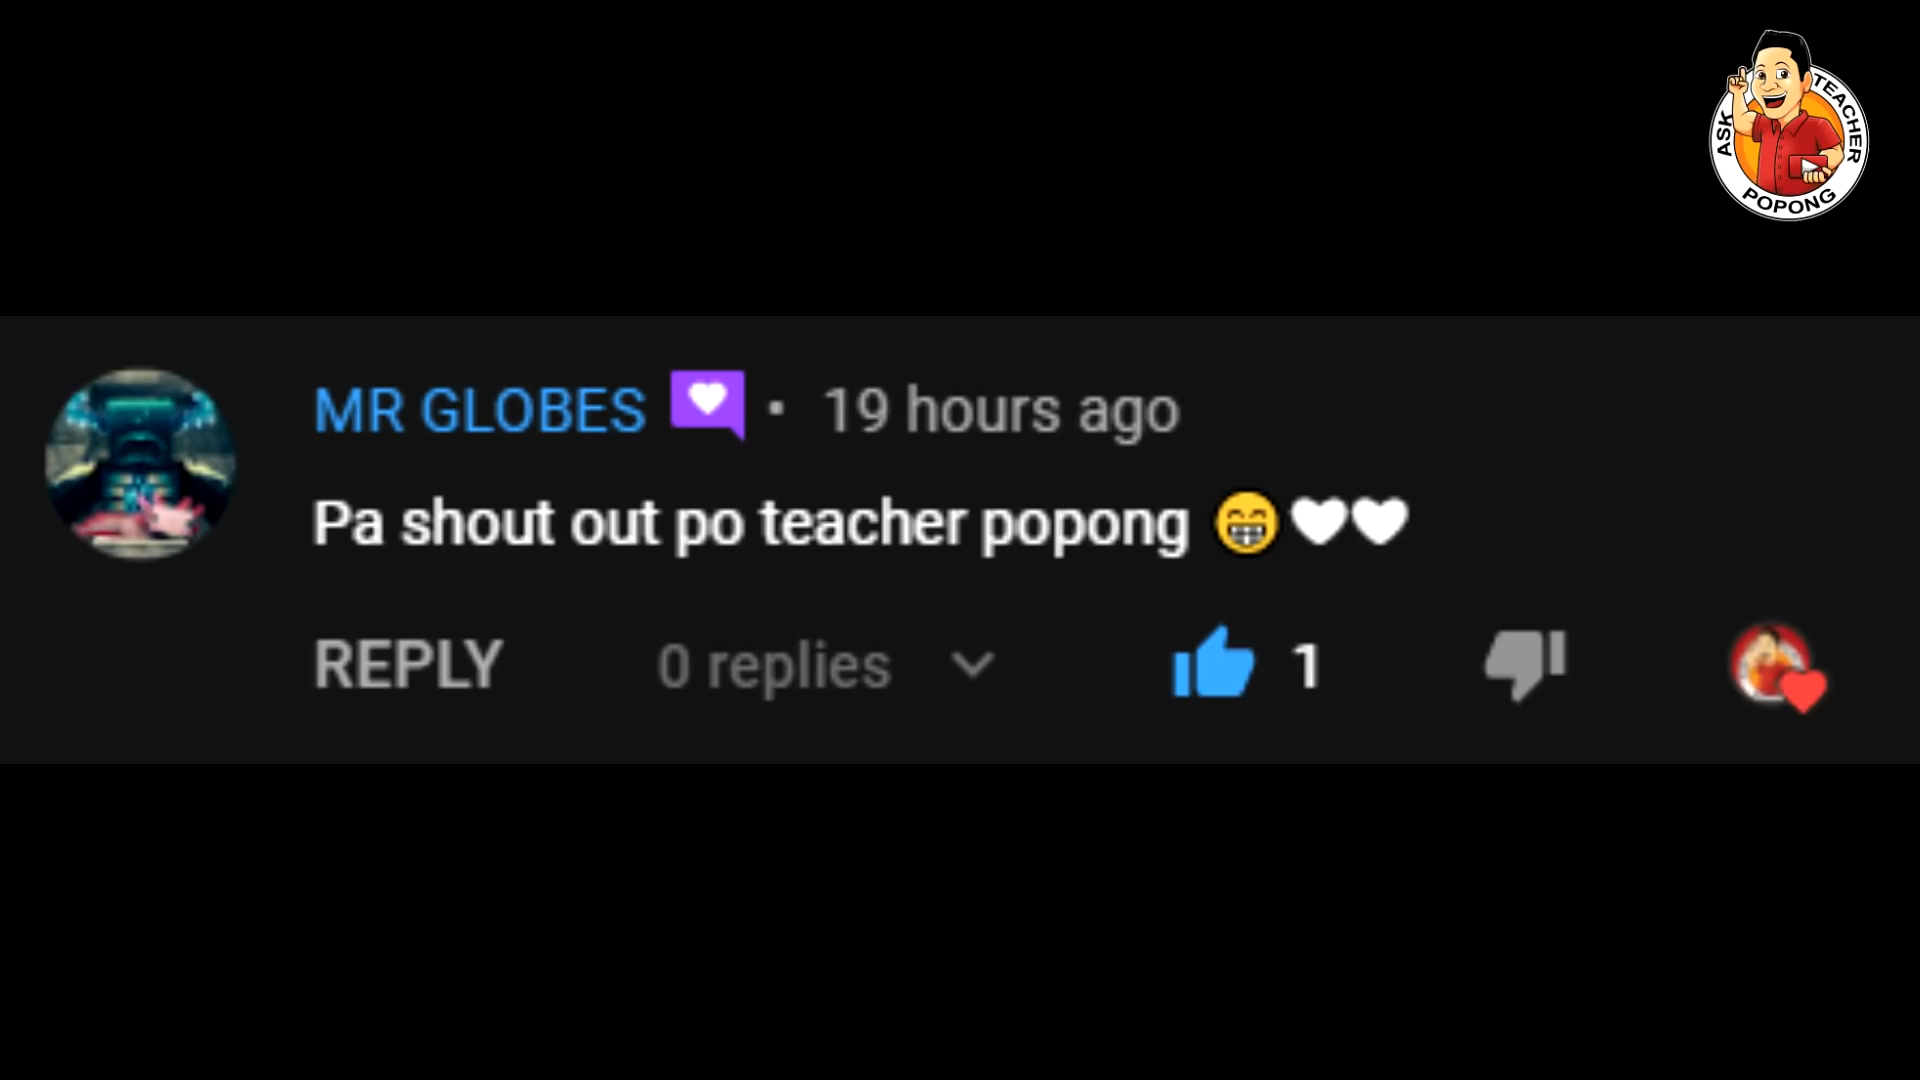 ASK TEACHER POPONG
MR GLOBES • 19 hours ago
Pa shout out po teacher popong 😁🤍🤍
REPLY 0 replies 1